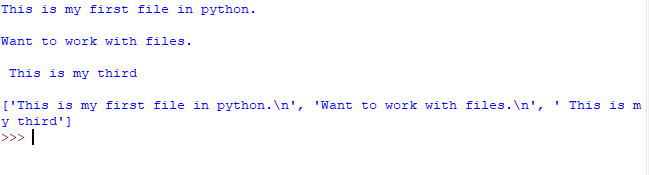 This is my first file in python.
Want to work with files.
 This is my third
['This is my first file in python.\n', 'Want to work with files.\n', ' This is m
y third']
>>>